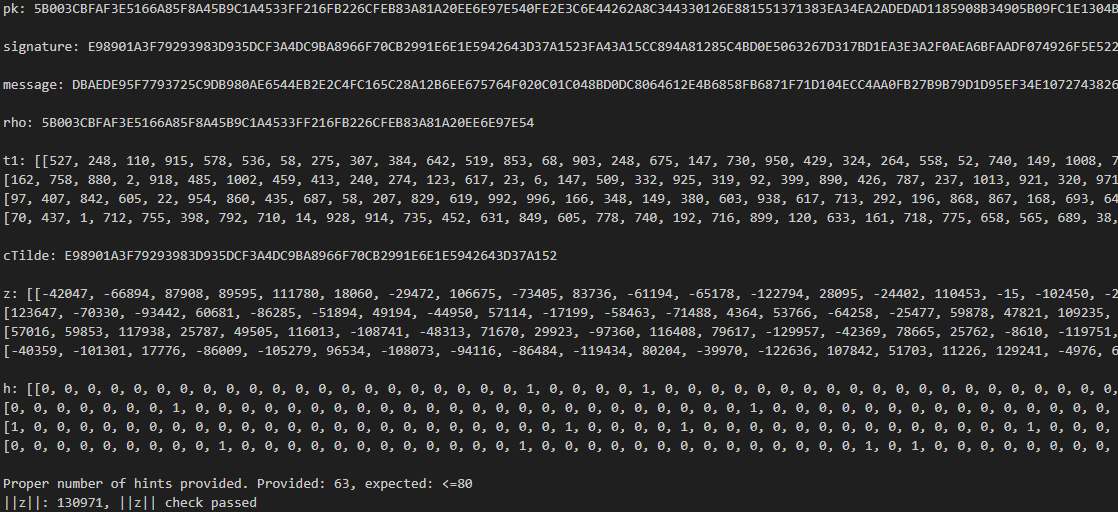 pk: 5B003CBFAF3E5166A85F8A45B9C1A4533FF216FB226CFEB83A81A20EE6E97E540FE2E3C6E44262A8C344330126E881551371383EA34EA2ADEDAD1185908B34905B09FC1E1304B
signature: E98901A3F79293983D935DCF3A4DC9BA8966F70CB2991E6E1E5942643D37A1523FA43A15CC894A81285C4BD0E5063267D317BD1EA3E3A2F0AEA6BFAADF074926F5E522
message: DBAEDE95F7793725C9DB980AE6544EB2E2C4FC165C28A12B6EE675764F020C01C048BD0DC8064612E4B6858FB6871F71D104ECC4AA0FB27B9B79D1D95EF34E1072743826
rho: 5B003CBFAF3E5166A85F8A45B9C1A4533FF216FB226CFEB83A81A20EE6E97E54
t1: [[527, 248, 110, 915, 578, 536, 58, 275, 307, 384, 642, 519, 853, 68, 903, 248, 675, 147, 730, 950, 429, 324, 264, 558, 52, 740, 149, 1008, 7
[162, 758, 880, 2, 918, 485, 1002, 459, 413, 240, 274, 123, 617, 23, 6, 147, 509, 332, 925, 319, 92, 399, 890, 426, 787, 237, 1013, 921, 320, 971
[97, 407, 842, 605, 22, 954, 860, 435, 687, 58, 207, 829, 619, 992, 996, 166, 348, 149, 380, 603, 938, 617, 713, 292, 196, 868, 867, 168, 693, 64
[70, 437, 1, 712, 755, 398, 792, 710, 14, 928, 914, 735, 452, 631, 849, 605, 778, 740, 192, 716, 899, 120, 633, 161, 718, 775, 658, 565, 689, 38,
cTilde: E98901A3F79293983D935DCF3A4DC9BA8966F70CB2991E6E1E5942643D37A152
z: [[-42047, -66894, 87908, 89595, 111780, 18060, -29472, 106675, -73405, 83736, -61194, -65178, -122794, 28095, -24402, 110453, -15, -102450, -2
[123647, -70330, -93442, 60681, -86285, -51894, 49194, -44950, 57114, -17199, -58463, -71488, 4364, 53766, -64258, -25477, 59878, 47821, 109235,
[57016, 59853, 117938, 25787, 49505, 116013, -108741, -48313, 71670, 29923, -97360, 116408, 79617, -129957, -42369, 78665, 25762, -8610, -119751,
[-40359, -101301, 17776, -86009, -105279, 96534, -108073, -94116, -86484, -119434, 80204, -39970, -122636, 107842, 51703, 11226, 129241, -4976, 6
h: [[0, 0, 0, 0, 0, 0, 0, 0, 0, 0, 0, 0, 0, 0, 0, 0, 0, 0, 0, 0, 0, 1, 0, 0, 0, 0, 1, 0, 0, 0, 0, 0, 0, 0, 0, 0, 0, 0, 0, 0, 0, 0, 0, 0, 0, 0, 0,
[0, 0, 0, 0, 0, 0, 0, 1, 0, 0, 0, 0, 0, 0, 0, 0, 0, 0, 0, 0, 0, 0, 0, 0, 0, 0, 0, 0, 0, 0, 0, 0, 1, 0, 0, 0, 0, 0, 0, 0, 0, 0, 0, 0, 0, 0, 0, 0,
[1, 0, 0, 0, 0, 0, 0, 0, 0, 0, 0, 0, 0, 0, 0, 0, 0, 0, 0, 0, 0, 0, 0, 0, 1, 0, 0, 0, 0, 1, 0, 0, 0, 0, 0, 0, 0, 0, 0, 0, 0, 0, 0, 0, 1, 0, 0, 0,
[0, 0, 0, 0, 0, 0, 0, 0, 0, 1, 0, 0, 0, 0, 0, 0, 0, 0, 0, 0, 0, 0, 1, 0, 0, 0, 0, 0, 0, 0, 0, 0, 0, 0, 0, 0, 0, 1, 0, 1, 0, 0, 0, 0, 0, 0, 0, 0,
Proper number of hints provided. Provided: 63, expected: <=80
||z||: 130971, ||z|| check passed